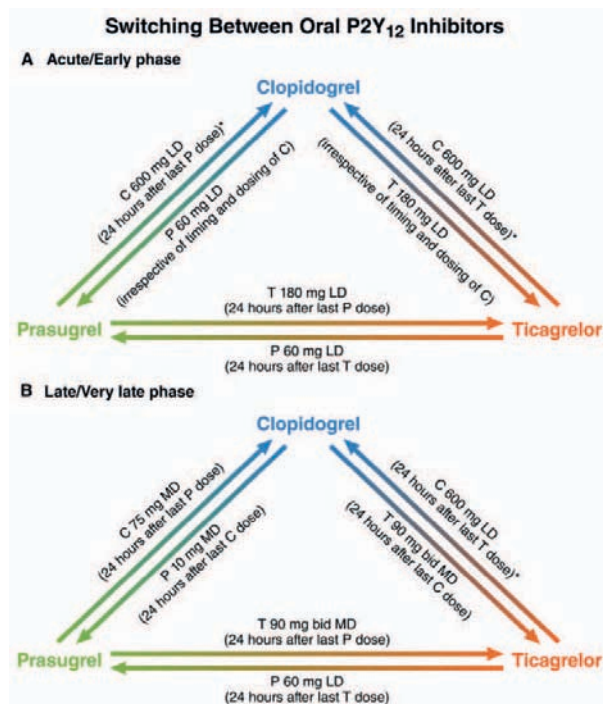 Switching Between Oral P2Y12 Inhibitors
A Acute/Early phase
Clopidogrel
C 600 mg LD
(24 hours after last P dose)*
P 60 mg LD
(irrespective of timing and dosing of C)
C 600 mg LD
(24 hours after last T dose)*
T 180 mg LD
(irrespective of timing and dosing of C)
T 180 mg LD
(24 hours after last P dose)
Prasugrel
Ticagrelor
P 60 mg LD
(24 hours after last T dose)
B Late/Very late phase
Clopidogrel
C 75 mg MD
(24 hours after last P dose)
P 10 mg MD
(24 hours after last C dose)
C 600 mg LD
(24 hours after last T dose)*
T 90 mg bid MD
(24 hours after last C dose)
T 90 mg bid MD
(24 hours after last P dose)
Prasugrel
Ticagrelor
P 60 mg LD
(24 hours after last T dose)